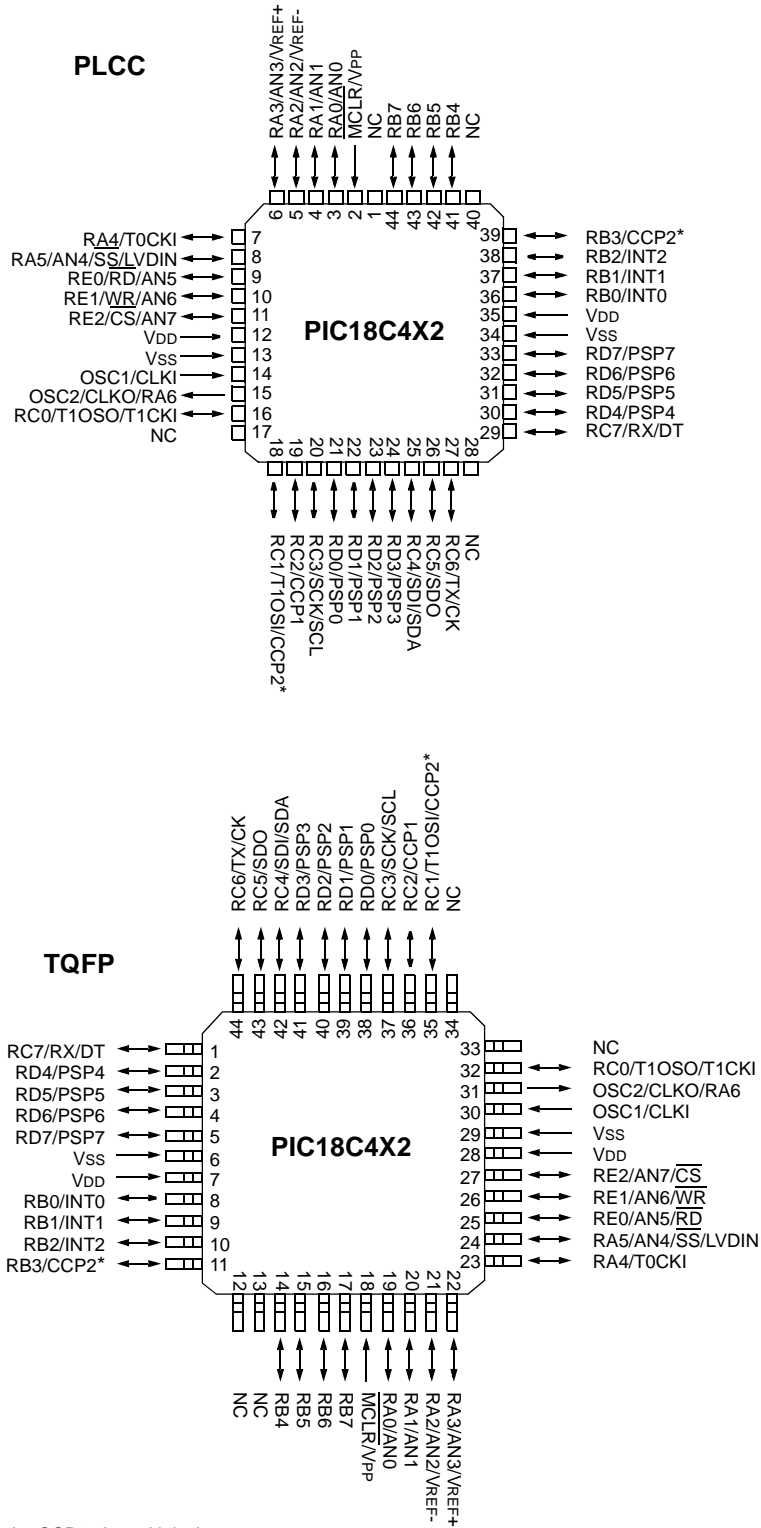 PLCC
RA3/AN3/VREF+
RA2/AN2/VREF-
RA1/AN1
RA0/AN0
MCLR/VPP
NC
RB7
RB6
RB5
RB4
NC
6
5
4
3
2
1
44
43
42
41
40
RA4/T0CKI
RA5/AN4/SS/LVDIN
RE0/RD/AN5
RE1/WR/AN6
RE2/CS/AN7
VDD
VSS
OSC1/CLKI
OSC2/CLKO/RA6
RC0/T1OSO/T1CKI
NC
7
8
9
10
11
12
13
14
15
16
17
PIC18C4X2
39
38
37
36
35
34
33
32
31
30
29
RB3/CCP2*
RB2/INT2
RB1/INT1
RB0/INT0
VDD
VSS
RD7/PSP7
RD6/PSP6
RD5/PSP5
RD4/PSP4
RC7/RX/DT
18
19
20
21
22
23
24
25
26
27
28
RC1/T1OSI/CCP2*
RC2/CCP1
RC3/SCK/SCL
RD0/PSP0
RD1/PSP1
RD2/PSP2
RD3/PSP3
RC4/SDI/SDA
RC5/SDO
RC6/TX/CK
NC
TQFP
RC6/TX/CK
RC5/SDO
RC4/SDI/SDA
RD3/PSP3
RD2/PSP2
RD1/PSP1
RD0/PSP0
RC3/SCK/SCL
RC2/CCP1
RC1/T1OSI/CCP2*
NC
44
43
42
41
40
39
38
37
36
35
34
RC7/RX/DT
RD4/PSP4
RD5/PSP5
RD6/PSP6
RD7/PSP7
VSS
VDD
RB0/INT0
RB1/INT1
RB2/INT2
RB3/CCP2*
1
2
3
4
5
6
7
8
9
10
11
PIC18C4X2
33
32
31
30
29
28
27
26
25
24
23
NC
RC0/T1OSO/T1CKI
OSC2/CLKO/RA6
OSC1/CLKI
VSS
VDD
RE2/AN7/CS
RE1/AN6/WR
RE0/AN5/RD
RA5/AN4/SS/LVDIN
RA4/T0CKI
12
13
14
15
16
17
18
19
20
21
22
NC
NC
RB4
RB5
RB6
RB7
MCLR/VPP
RA0/AN0
RA1/AN1
RA2/AN2/VREF-
RA3/AN3/VREF+